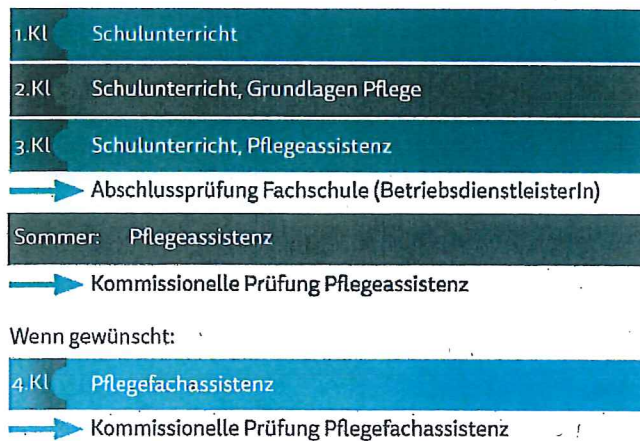 1.Kl Schulunterricht
2.Kl Schulunterricht, Grundlagen Pflege
3.Kl Schulunterricht, Pflegeassistenz
Abschlussprüfung Fachschule (BetriebsdienstleisterIn)
Sommer: Pflegeassistenz
Kommissionelle Prüfung Pflegeassistenz
Wenn gewünscht:
4.Kl Pflegefachassistenz
Kommissionelle Prüfung Pflegefachassistenz